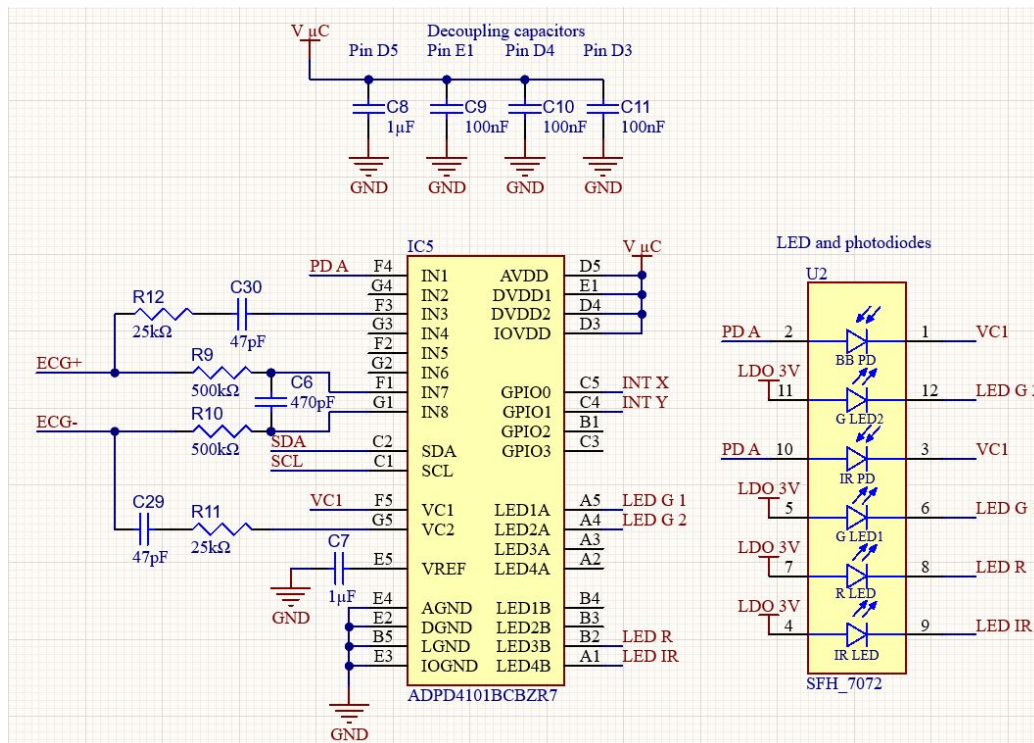 V µC
Decoupling capacitors
Pin D5
Pin E1
Pin D4
Pin D3
C8
1µF
C9
100nF
C10
100nF
C11
100nF
GND
GND
GND
GND
IC5
PD A
F4
IN1
G4
IN2
F3
IN3
G3
IN4
F2
IN5
G2
IN6
F1
IN7
G1
IN8
C2
SDA
C1
SCL
F5
VC1
G5
VC2
E5
VREF
E4
AGND
E2
DGND
B5
LGND
E3
IOGND
AVDD
D5
DVDD1
E1
DVDD2
D4
IOVDD
D3
V µC
GPIO0
C5
INT X
GPIO1
C4
INT Y
GPIO2
B1
GPIO3
C3
LED1A
A5
LED G 1
LED2A
A4
LED G 2
LED3A
A3
LED4A
A2
LED1B
B4
LED2B
B3
LED3B
B2
LED R
LED4B
A1
LED IR
ADPD4101BCBZR7
R12
25kΩ
C30
47pF
ECG+
R9
500kΩ
C6
470pF
ECG-
R10
500kΩ
SDA
SCL
C29
47pF
R11
25kΩ
VC1
C7
1µF
GND
GND
LED and photodiodes
U2
PD A
2
BB PD
1
VC1
LDO 3V
11
G LED2
12
LED G 2
PD A
10
IR PD
3
VC1
LDO 3V
5
G LED1
6
LED G
LDO 3V
7
R LED
8
LED R
LDO 3V
4
IR LED
9
LED IR
SFH_7072